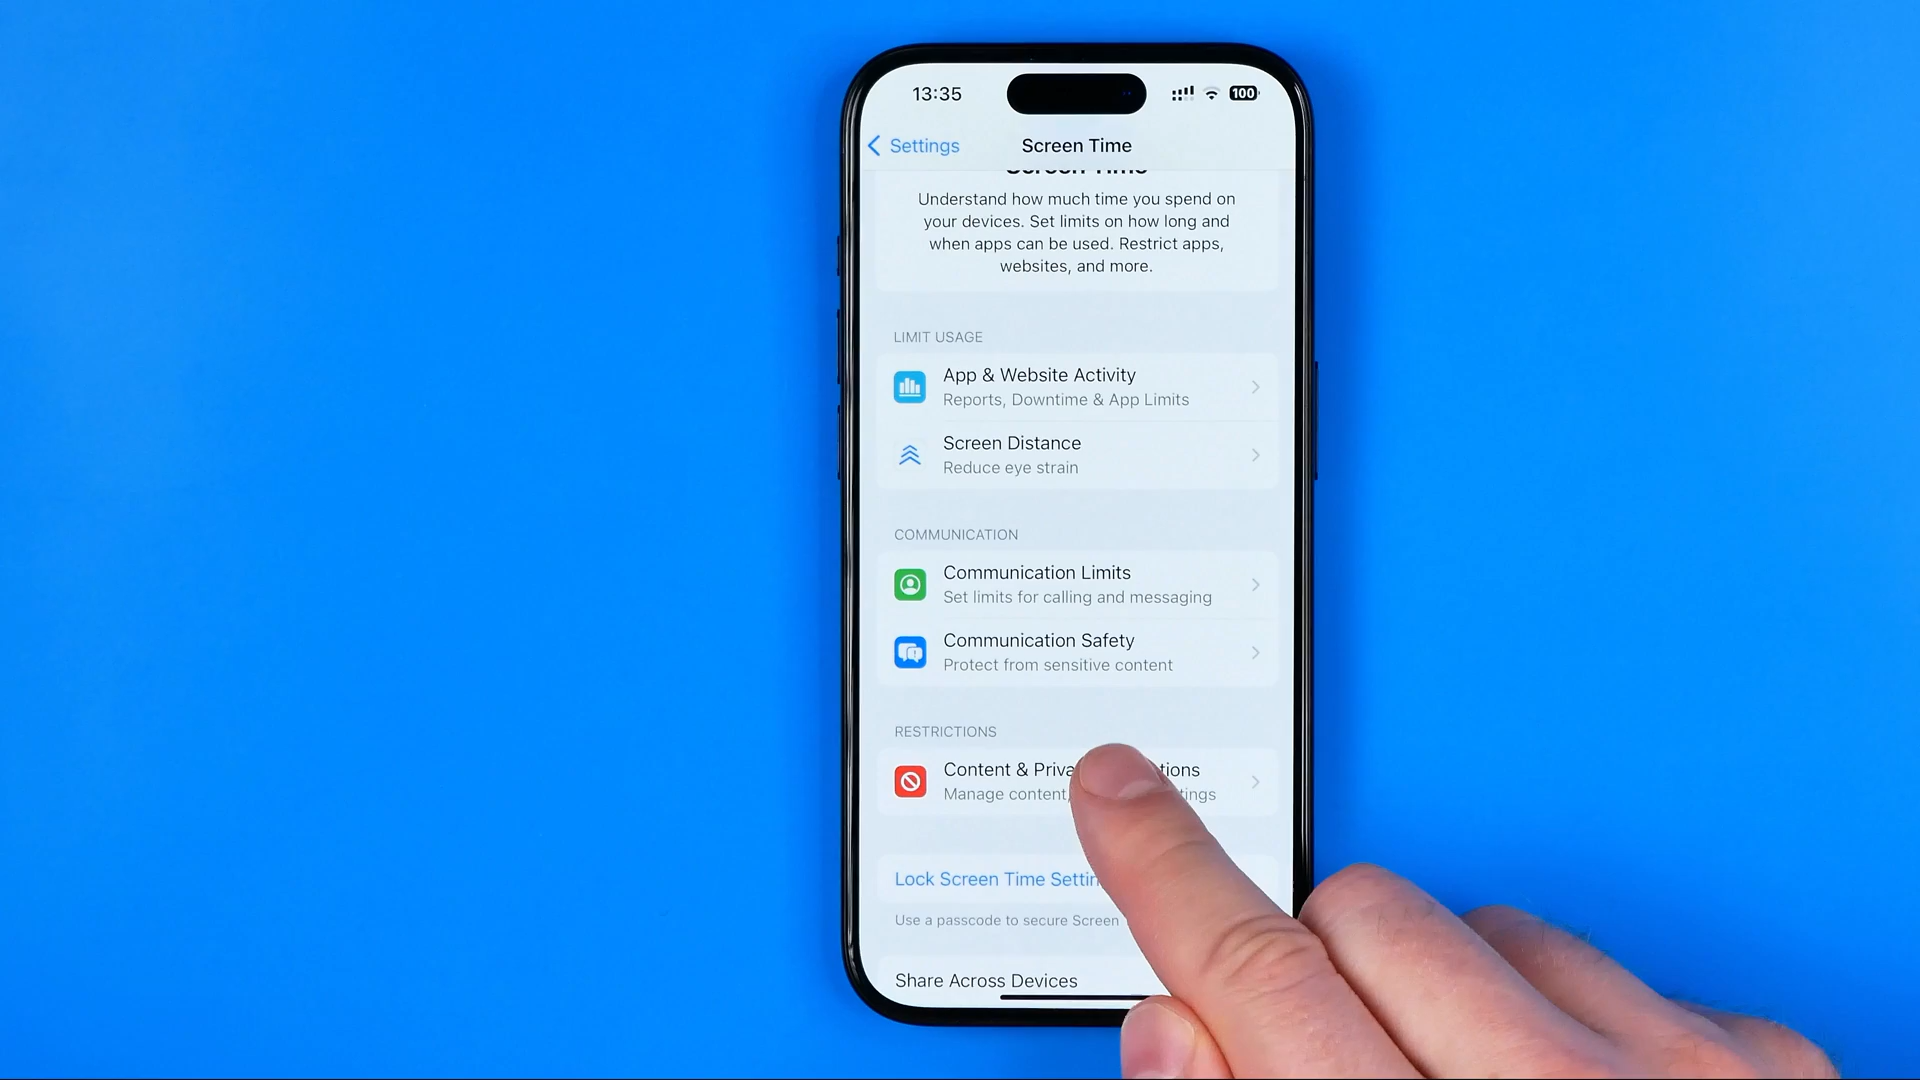 13:35
100
Settings
Screen Time
Screen Time
Understand how much time you spend on
your devices. Set limits on how long and
when apps can be used. Restrict apps,
websites, and more.
LIMIT USAGE
App & Website Activity
Reports, Downtime & App Limits
Screen Distance
Reduce eye strain
COMMUNICATION
Communication Limits
Set limits for calling and messaging
Communication Safety
Protect from sensitive content
RESTRICTIONS
Content &
Manage content,
Lock Screen Time
Use a passcode to secure Screen
Share Across Devices